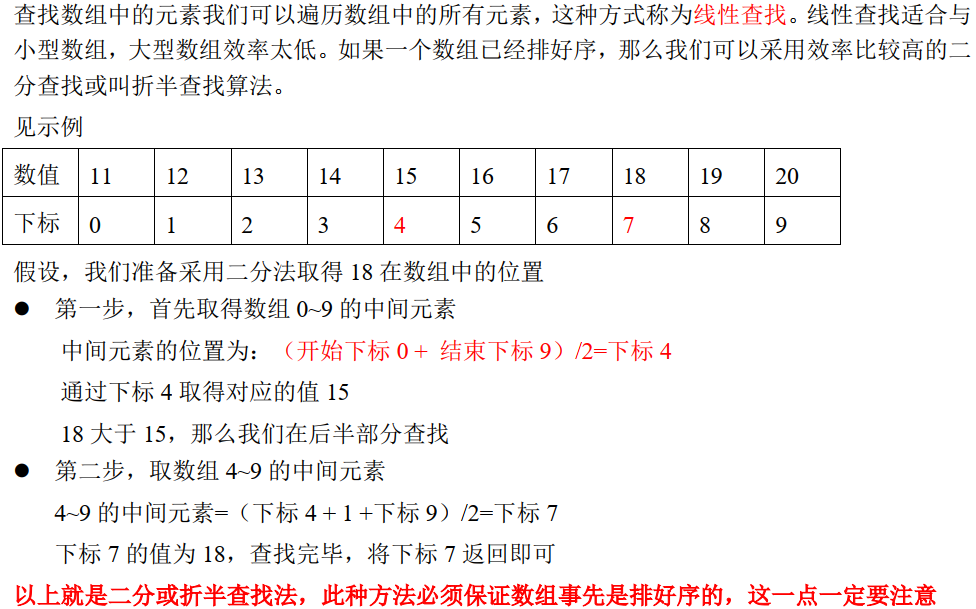 查找数组中的元素我们可以遍历数组中的所有元素，这种方式称为线性查找。线性查找适合与
小型数组，大型数组效率太低。如果一个数组已经排好序，那么我们可以采用效率比较高的二
分查找或叫折半查找算法。
见示例
数值 11 12 13 14 15 16 17 18 19 20
下标 0 1 2 3 4 5 6 7 8 9
假设，我们准备采用二分法取得 18 在数组中的位置
● 第一步，首先取得数组 0~9 的中间元素
中间元素的位置为：（开始下标 0 + 结束下标 9）/2=下标 4
通过下标 4 取得对应的值 15
18 大于 15，那么我们在后半部分查找
● 第二步，取数组 4~9 的中间元素
4~9 的中间元素=（下标 4 + 1 +下标 9）/2=下标 7
下标 7 的值为 18，查找完毕，将下标 7 返回即可
以上就是二分或折半查找法，此种方法必须保证数组事先是排好序的，这一点一定要注意